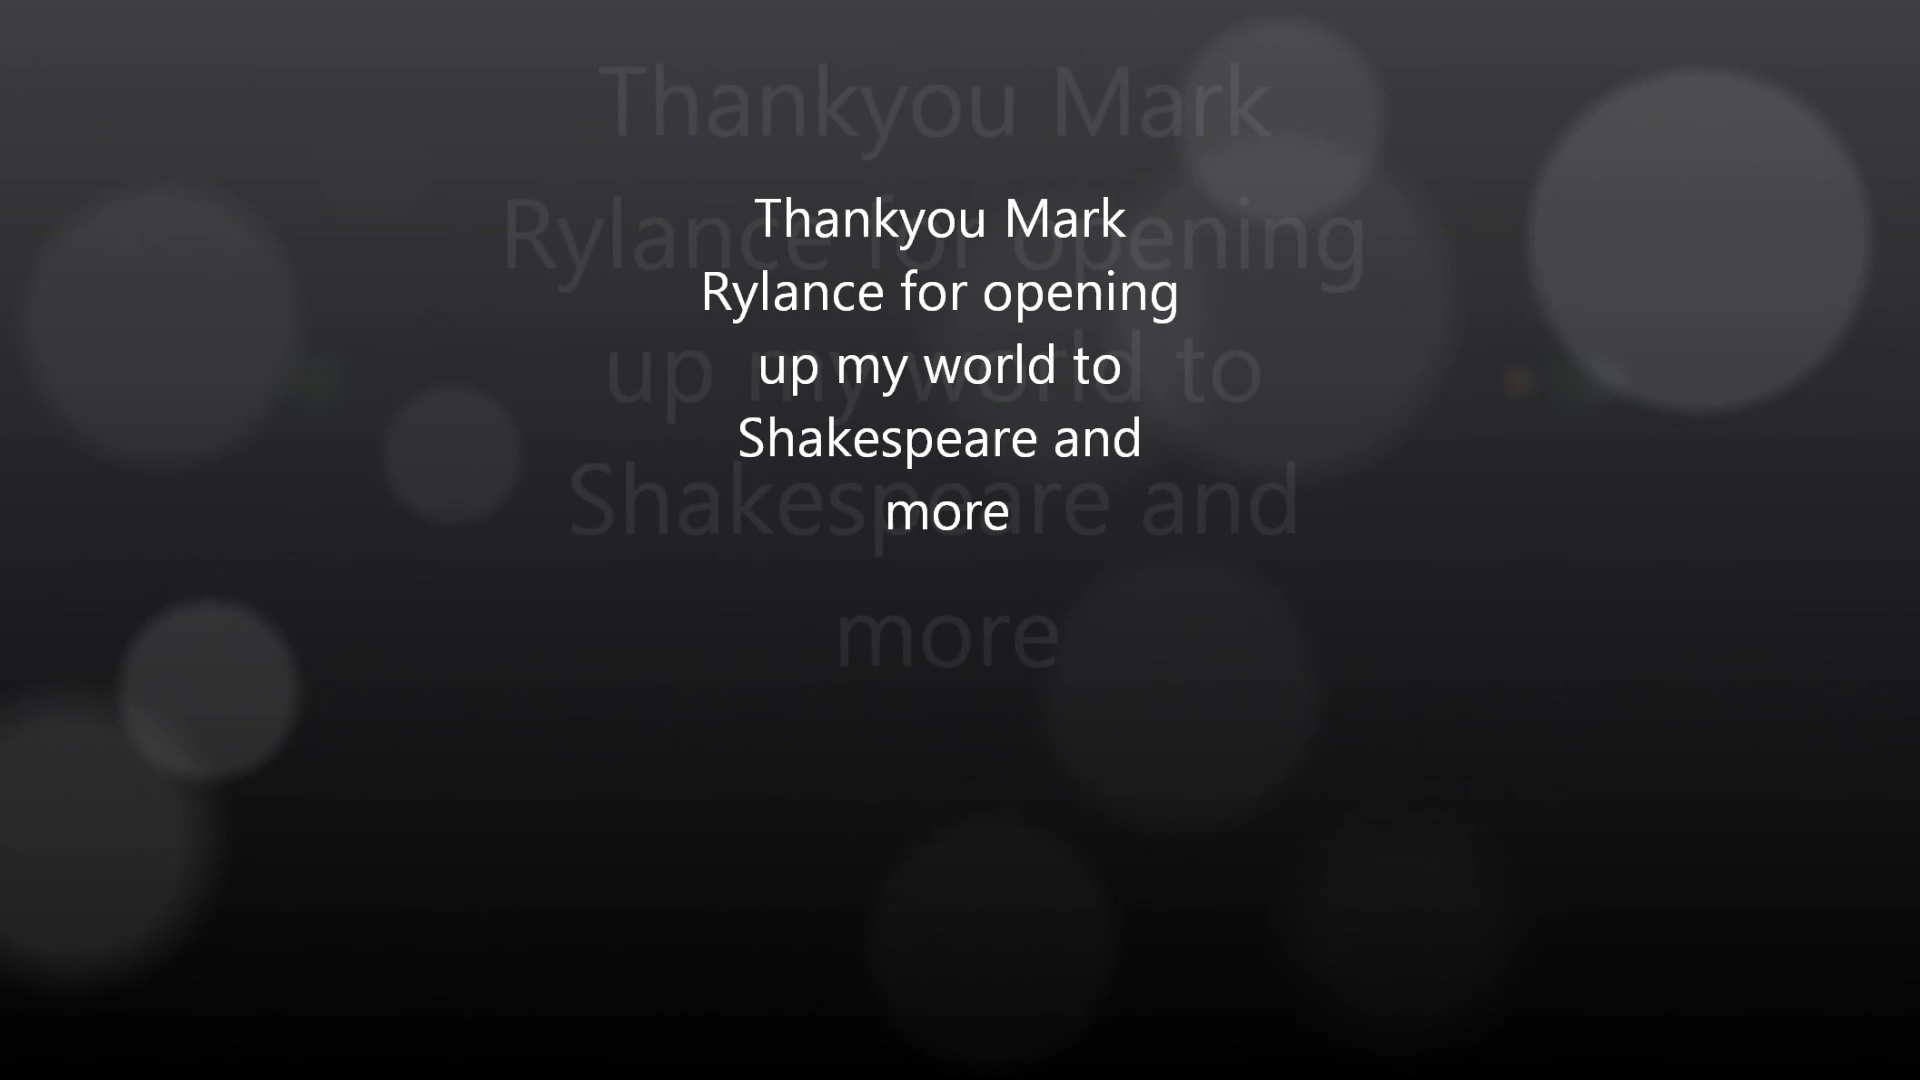 Thankyou Mark
Rylance for opening
up my world to
Shakespeare and
more